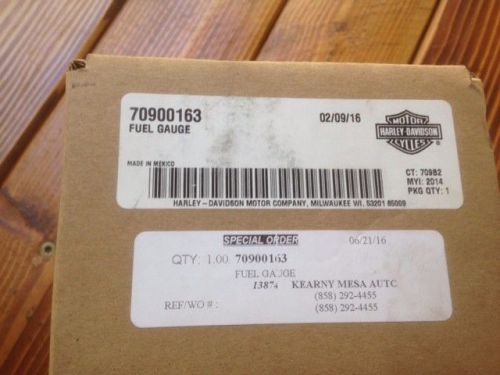 70900163
FUEL GAUGE
02/09/16
MOTOR
HARLEY-DAVIDSON
CYCLES
®
MADE IN MEXICO
CT: 70982
MYI: 2014
PKG QTY: 1
HARLEY-DAVIDSON MOTOR COMPANY, MILWAUKEE WI. 53201 85009
SPECIAL ORDER
06/21/16
QTY: 1.00 70900163
FUEL GAUGE
13874 KEARNY MESA AUTC
(858) 292-4455
REF/WO # :
(858) 292-4455